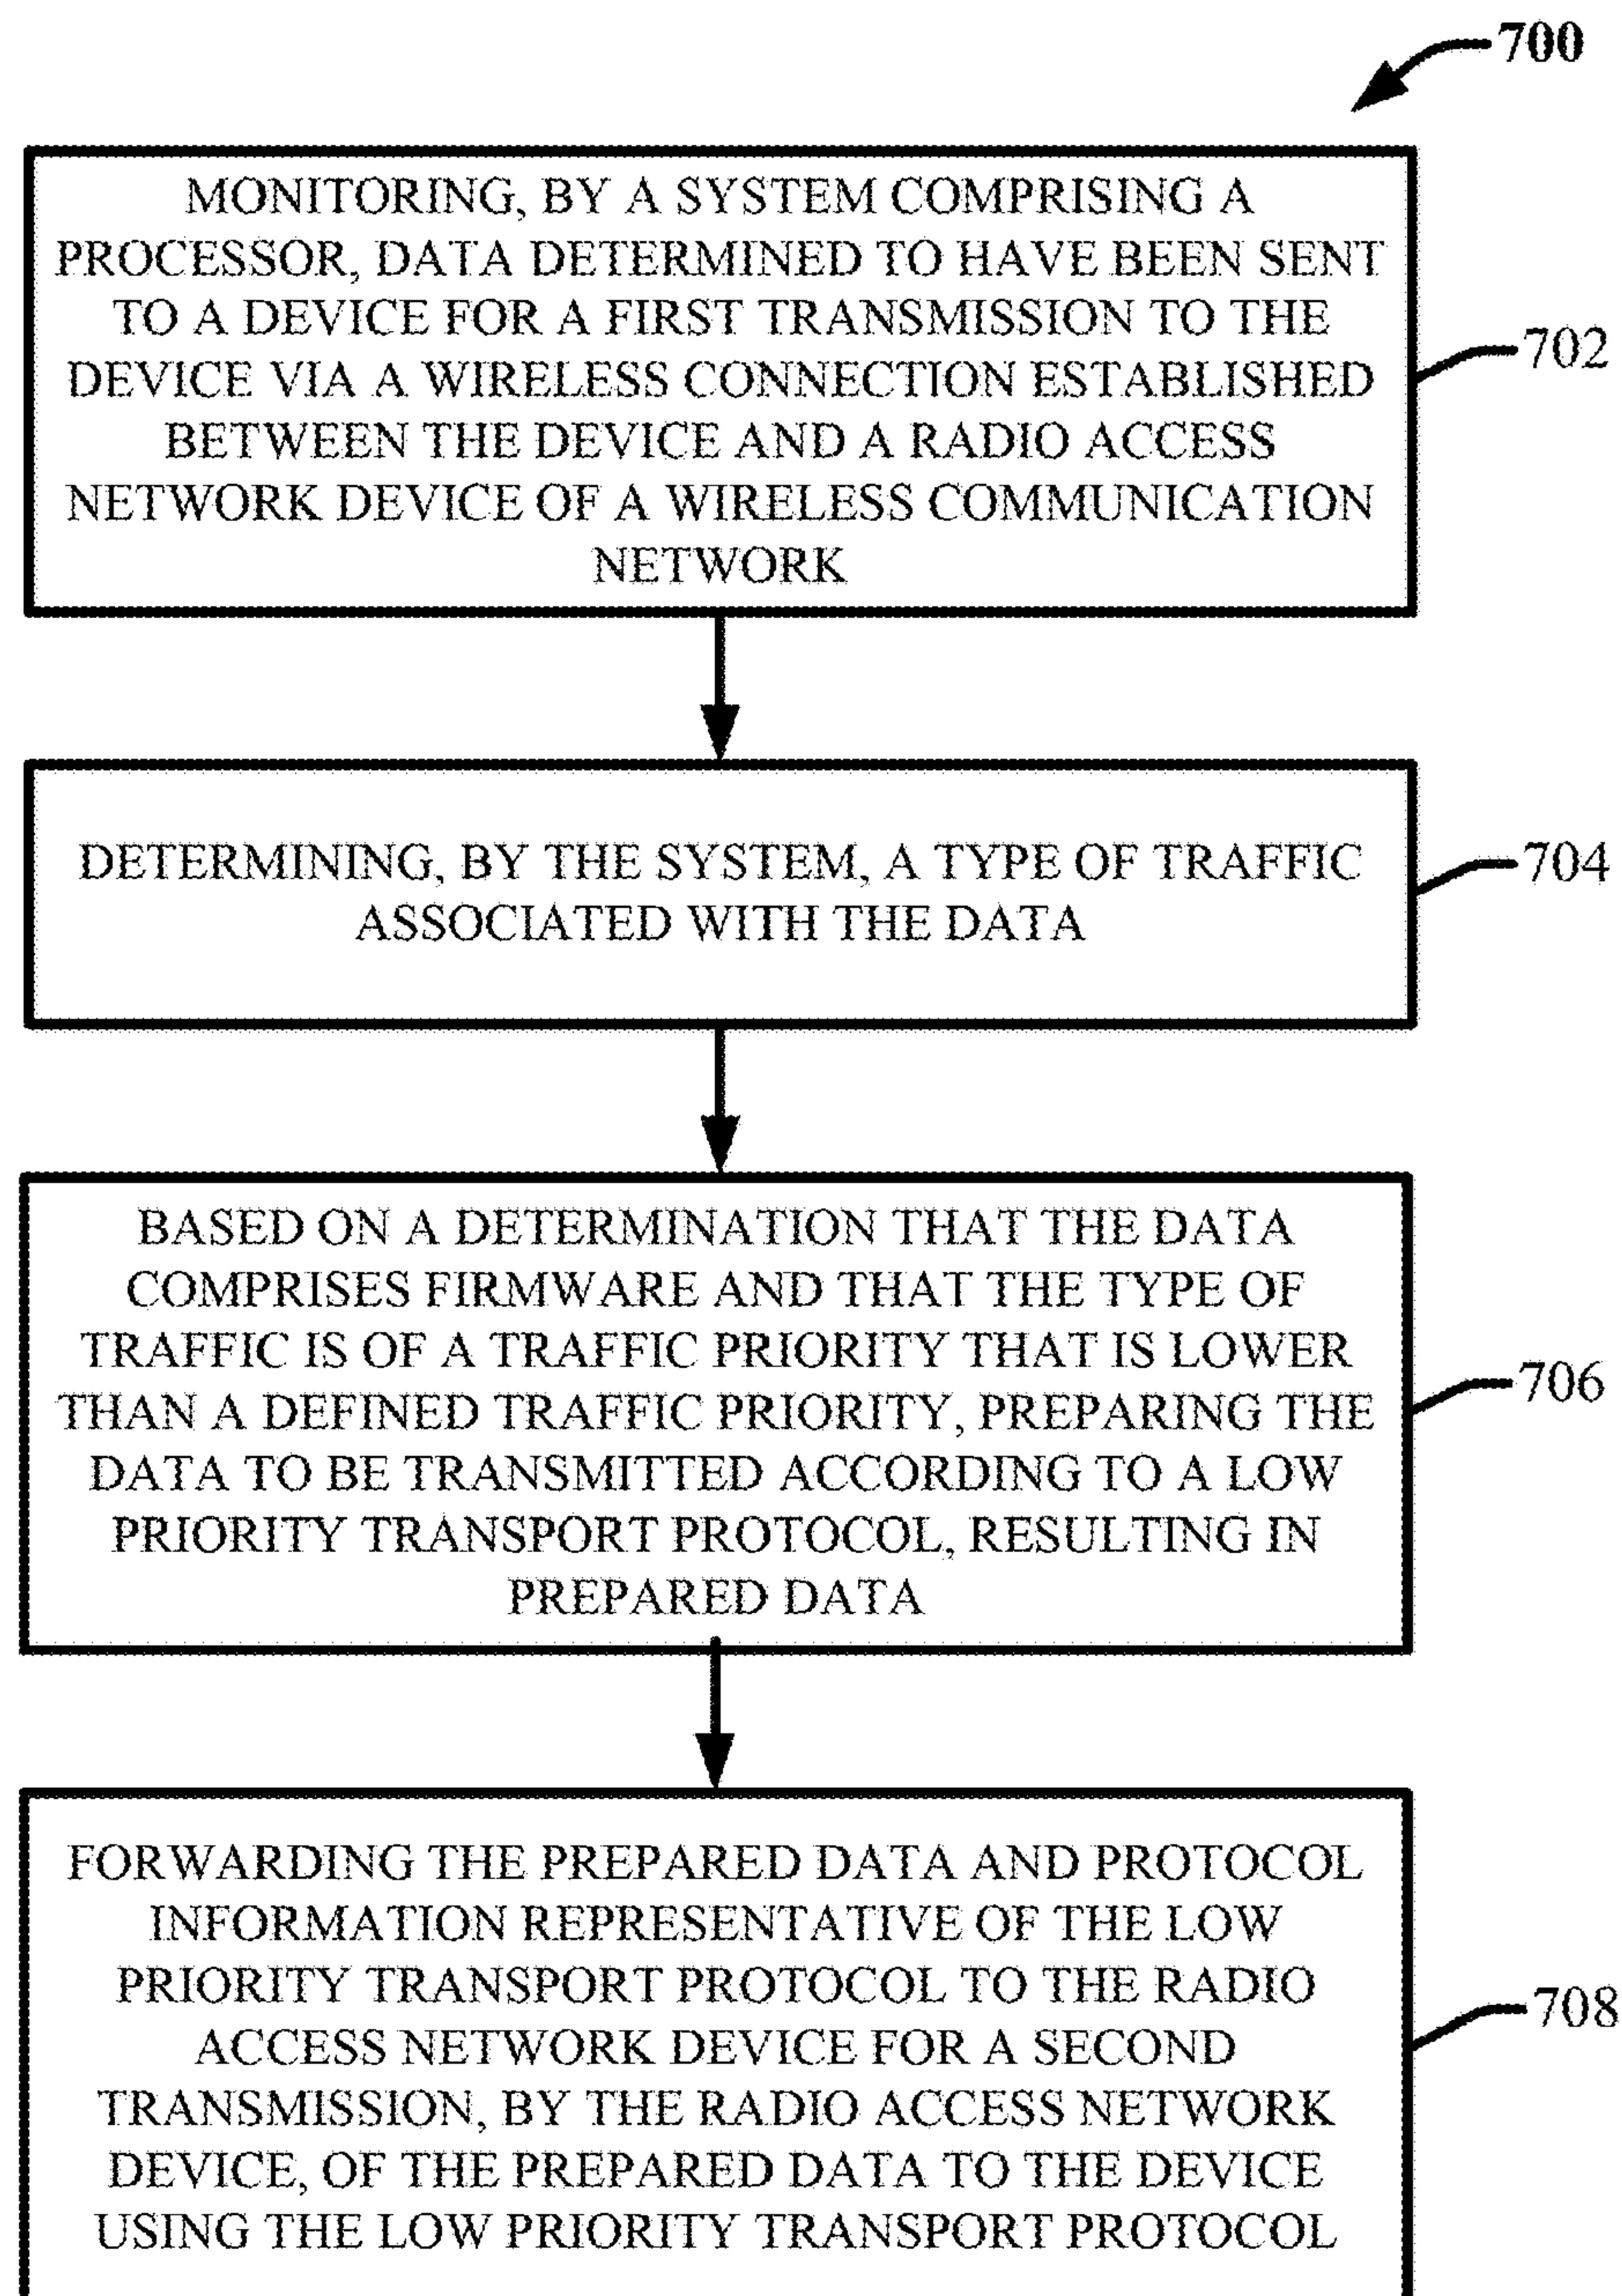 700
MONITORING, BY A SYSTEM COMPRISING A
PROCESSOR, DATA DETERMINED TO HAVE BEEN SENT
TO A DEVICE FOR A FIRST TRANSMISSION TO THE
DEVICE VIA A WIRELESS CONNECTION ESTABLISHED
BETWEEN THE DEVICE AND A RADIO ACCESS
NETWORK DEVICE OF A WIRELESS COMMUNICATION
NETWORK
702
DETERMINING, BY THE SYSTEM, A TYPE OF TRAFFIC
ASSOCIATED WITH THE DATA
704
BASED ON A DETERMINATION THAT THE DATA
COMPRISES FIRMWARE AND THAT THE TYPE OF
TRAFFIC IS OF A TRAFFIC PRIORITY THAT IS LOWER
THAN A DEFINED TRAFFIC PRIORITY, PREPARING THE
DATA TO BE TRANSMITTED ACCORDING TO A LOW
PRIORITY TRANSPORT PROTOCOL, RESULTING IN
PREPARED DATA
706
FORWARDING THE PREPARED DATA AND PROTOCOL
INFORMATION REPRESENTATIVE OF THE LOW
PRIORITY TRANSPORT PROTOCOL TO THE RADIO
ACCESS NETWORK DEVICE FOR A SECOND
TRANSMISSION, BY THE RADIO ACCESS NETWORK
DEVICE, OF THE PREPARED DATA TO THE DEVICE
USING THE LOW PRIORITY TRANSPORT PROTOCOL
708